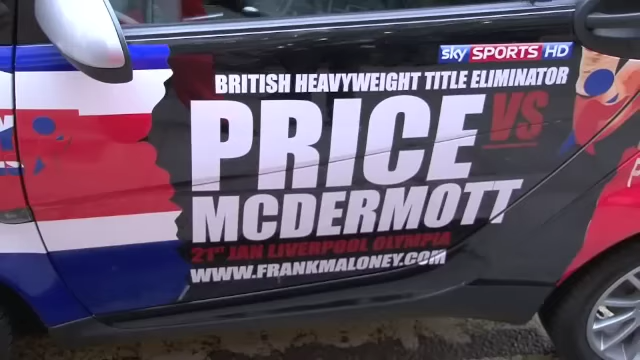 sky SPORTS HD
BRITISH HEAVYWEIGHT TITLE ELIMINATOR
PRICE VS
MCDERMOTT
21ST JAN LIVERPOOL OLYMPIA
WWW.FRANKMALONEY.COM